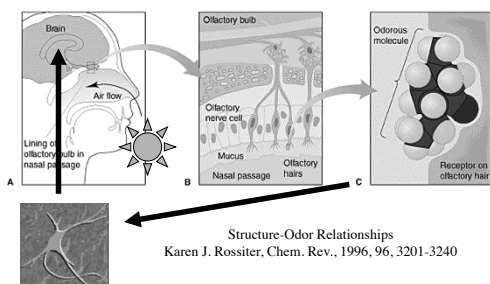 Brain
Air flow
Lining of
olfactory bulb in
nasal passage
A
Olfactory bulb
Olfactory
nerve cell
Mucus
Nasal passage
Olfactory
hairs
B
Odorous
molecule
Receptor on
olfactory hair
C
Structure-Odor Relationships
Karen J. Rossiter, Chem. Rev., 1996, 96, 3201-3240